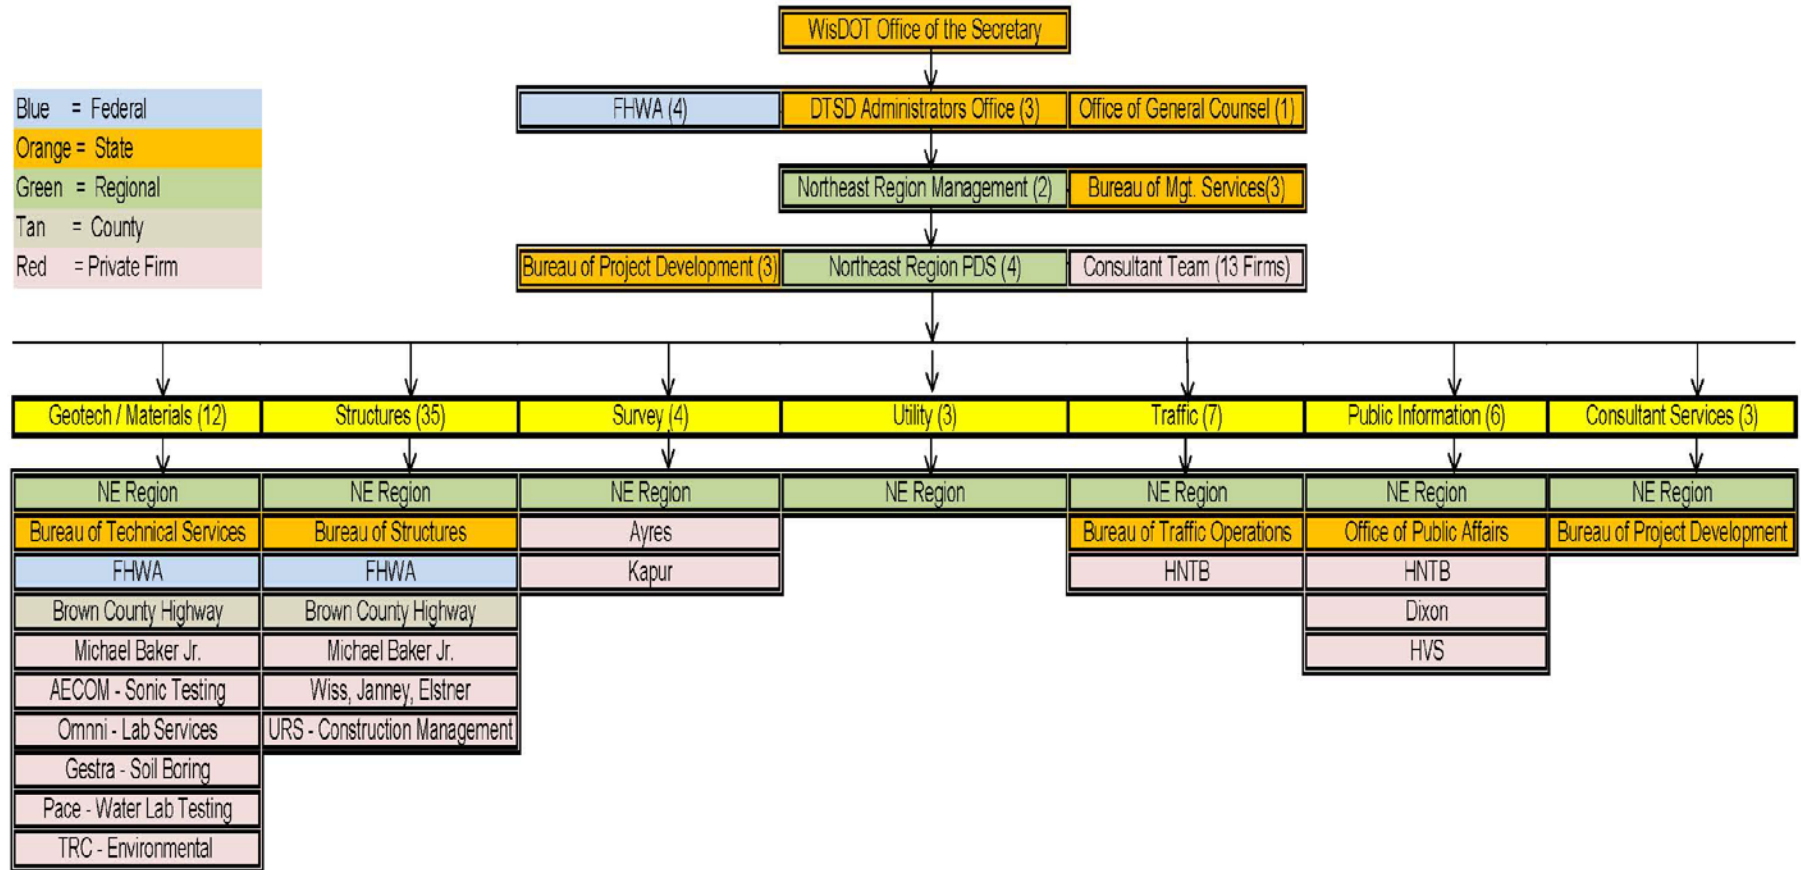 WisDOT Office of the Secretary
Blue = Federal
Orange = State
Green = Regional
Tan = County
Red = Private Firm
FHWA (4)
DTSD Administrators Office (3)
Office of General Counsel (1)
Northeast Region Management (2)
Bureau of Mgt. Services(3)
Bureau of Project Development (3)
Northeast Region PDS (4)
Consultant Team (13 Firms)
Geotech / Materials (12)
Structures (35)
Survey (4)
Utility (3)
Traffic (7)
Public Information (6)
Consultant Services (3)
NE Region
Bureau of Technical Services
FHWA
Brown County Highway
Michael Baker Jr.
AECOM - Sonic Testing
Omnni - Lab Services
Gestra - Soil Boring
Pace - Water Lab Testing
TRC - Environmental
NE Region
Bureau of Structures
FHWA
Brown County Highway
Michael Baker Jr.
Wiss, Janney, Elstner
URS - Construction Management
NE Region
Ayres
Kapur
NE Region
NE Region
Bureau of Traffic Operations
HNTB
NE Region
Office of Public Affairs
HNTB
Dixon
HVS
NE Region
Bureau of Project Development